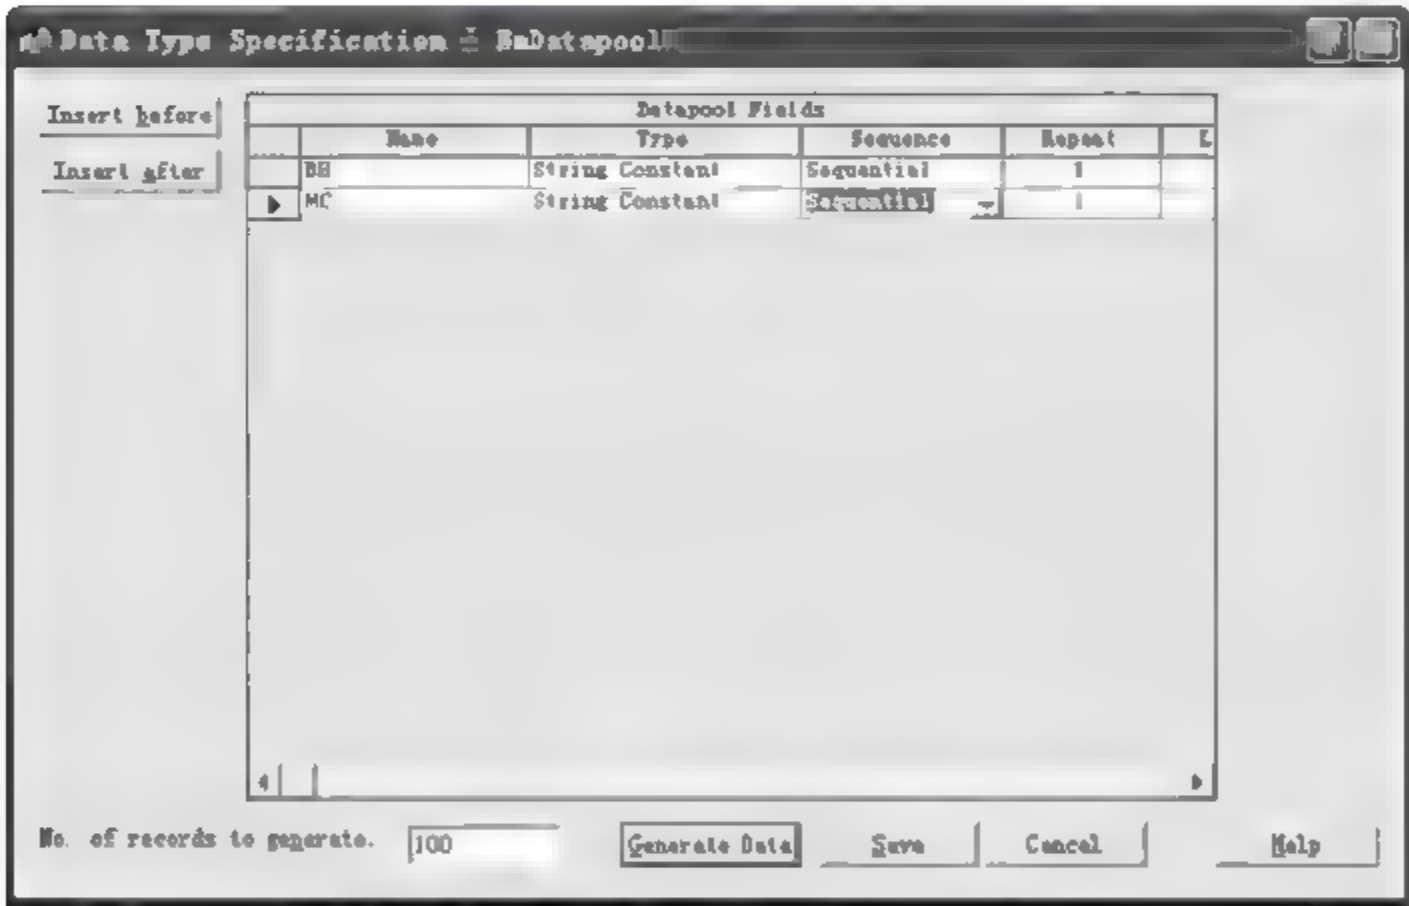 Data Type Specification - BmDatapool
Insert before
Insert after
Datapool Fields
Name Type Sequence Repeat L
BH String Constant Sequential 1
MC String Constant Sequential 1
No. of records to generate. 100
Generate Data Save Cancel Help